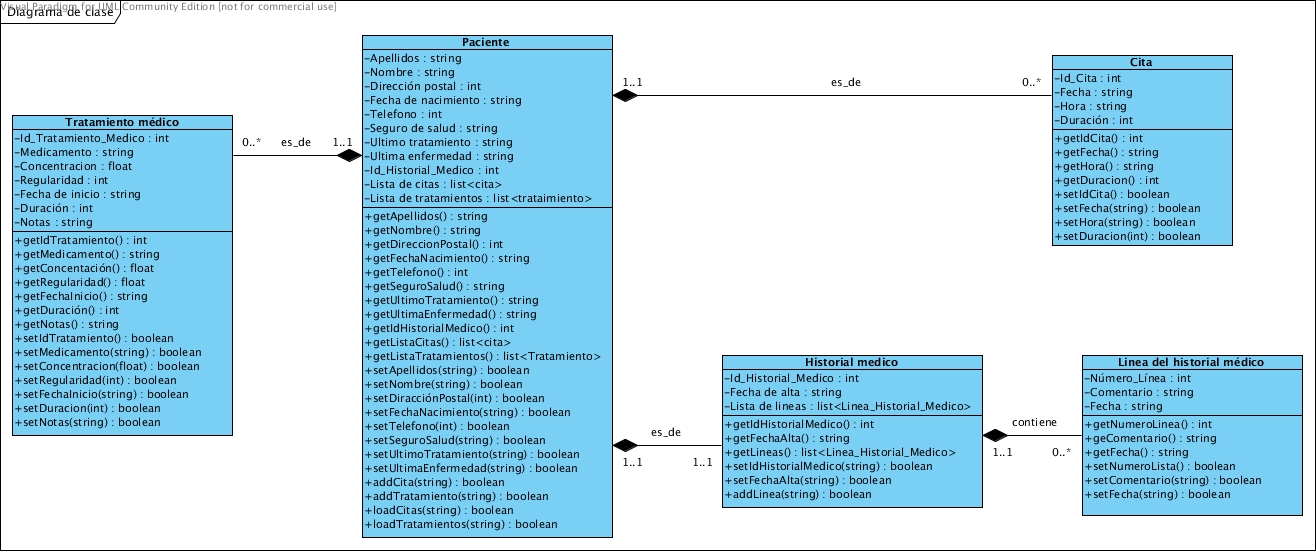 Visual Paradigm for UML Community Edition [not for commercial use]
Diagrama de clase
Tratamiento médico
-Id_Tratamiento_Medico : int
-Medicamento : string
-Concentracion : float
-Regularidad : int
-Fecha de inicio : string
-Duración : int
-Notas : string
+getIdTratamiento() : int
+getMedicamento() : string
+getConcentación() : float
+getRegularidad() : float
+getFechaInicio() : string
+getDuración() : int
+getNotas() : string
+setIdTratamiento() : boolean
+setMedicamento(string) : boolean
+setConcentracion(float) : boolean
+setRegularidad(int) : boolean
+setFechaInicio(string) : boolean
+setDuracion(int) : boolean
+setNotas(string) : boolean
0..* es_de 1..1
Paciente
-Apellidos : string
-Nombre : string
-Dirección postal : int
-Fecha de nacimiento : string
-Telefono : int
-Seguro de salud : string
-Ultimo tratamiento : string
-Ultima enfermedad : string
-Id_Historial_Medico : int
-Lista de citas : list<cita>
-Lista de tratamientos : list<trataimiento>
+getApellidos() : string
+getNombre() : string
+getDireccionPostal() : int
+getFechaNacimiento() : string
+getTelefono() : int
+getSeguroSalud() : string
+getUltimoTratamiento() : string
+getUltimaEnfermedad() : string
+getIdHistorialMedico() : int
+getListaCitas() : list<cita>
+getListaTratamientos() : list<Tratamiento>
+setApellidos(string) : boolean
+setNombre(string) : boolean
+setDiracciónPostal(int) : boolean
+setFechaNacimiento(string) : boolean
+setTelefono(int) : boolean
+setSeguroSalud(string) : boolean
+setUltimoTratamiento(string) : boolean
+setUltimaEnfermedad(string) : boolean
+addCita(string) : boolean
+addTratamiento(string) : boolean
+loadCitas(string) : boolean
+loadTratamientos(string) : boolean
1..1 es_de 0..*
Cita
-Id_Cita : int
-Fecha : string
-Hora : string
-Duración : int
+getIdCita() : int
+getFecha() : string
+getHora() : string
+getDuracion() : int
+setIdCita() : boolean
+setFecha(string) : boolean
+setHora(string) : boolean
+setDuracion(int) : boolean
es_de
1..1 1..1
Historial medico
-Id_Historial_Medico : int
-Fecha de alta : string
-Lista de lineas : list<Linea_Historial_Medico>
+getIdHistorialMedico() : int
+getFechaAlta() : string
+getLineas() : list<Linea_Historial_Medico>
+setIdHistorialMedico(string) : boolean
+setFechaAlta(string) : boolean
+addLinea(string) : boolean
contiene
1..1 0..*
Linea del historial médico
-Número_Línea : int
-Comentario : string
-Fecha : string
+getNumeroLinea() : int
+geComentario() : string
+getFecha() : string
+setNumeroLista() : boolean
+setComentario(string) : boolean
+setFecha(string) : boolean